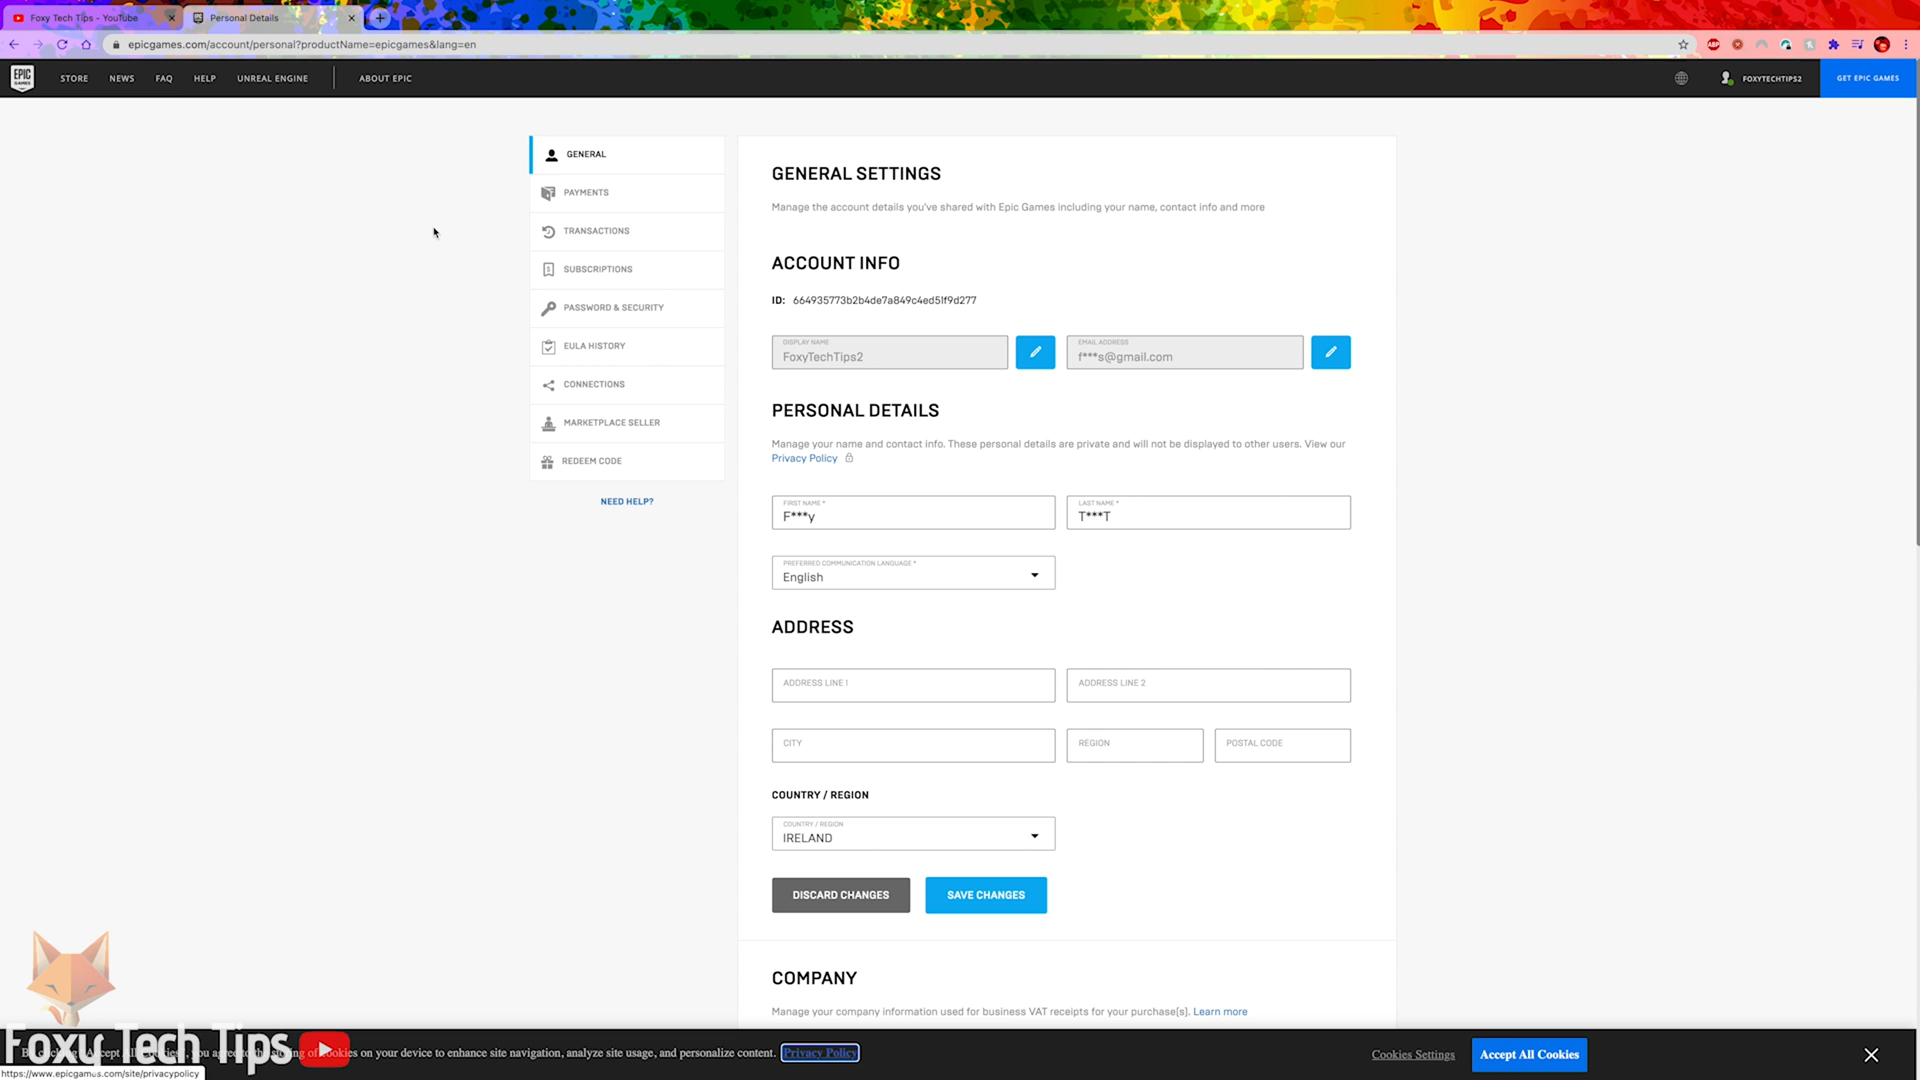 Foxy Tech Tips - YouTube
Personal Details
epicgames.com/account/personal?productName=epicgames&lang=en
ABP
EPIC GAMES
STORE
NEWS
FAQ
HELP
UNREAL ENGINE
ABOUT EPIC
FOXYTECHTIPS2
GET EPIC GAMES
GENERAL
PAYMENTS
TRANSACTIONS
SUBSCRIPTIONS
PASSWORD & SECURITY
EULA HISTORY
CONNECTIONS
MARKETPLACE SELLER
REDEEM CODE
NEED HELP?
GENERAL SETTINGS
Manage the account details you've shared with Epic Games including your name, contact info and more
ACCOUNT INFO
ID: 664935773b2b4de7a849c4ed51f9d277
DISPLAY NAME
FoxyTechTips2
EMAIL ADDRESS
f***s@gmail.com
PERSONAL DETAILS
Manage your name and contact info. These personal details are private and will not be displayed to other users. View our
Privacy Policy
FIRST NAME *
F***y
LAST NAME *
T***T
PREFERRED COMMUNICATION LANGUAGE *
English
ADDRESS
ADDRESS LINE 1
ADDRESS LINE 2
CITY
REGION
POSTAL CODE
COUNTRY / REGION
COUNTRY / REGION
IRELAND
DISCARD CHANGES
SAVE CHANGES
COMPANY
Manage your company information used for business VAT receipts for your purchase(s). Learn more
Foxy Tech Tips
cookies on your device to enhance site navigation, analyze site usage, and personalize content. Privacy Policy
Cookies Settings
Accept All Cookies
https://www.epicgames.com/site/privacypolicy